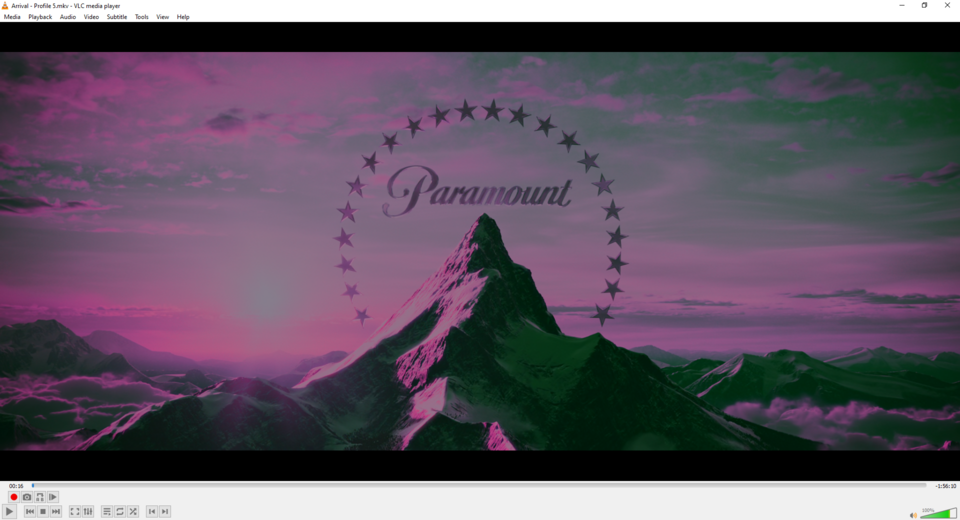 Arrival - Profile 5.mkv - VLC media player
Media Playback Audio Video Subtitle Tools View Help
Paramount
00:16
-1:56:10
100%